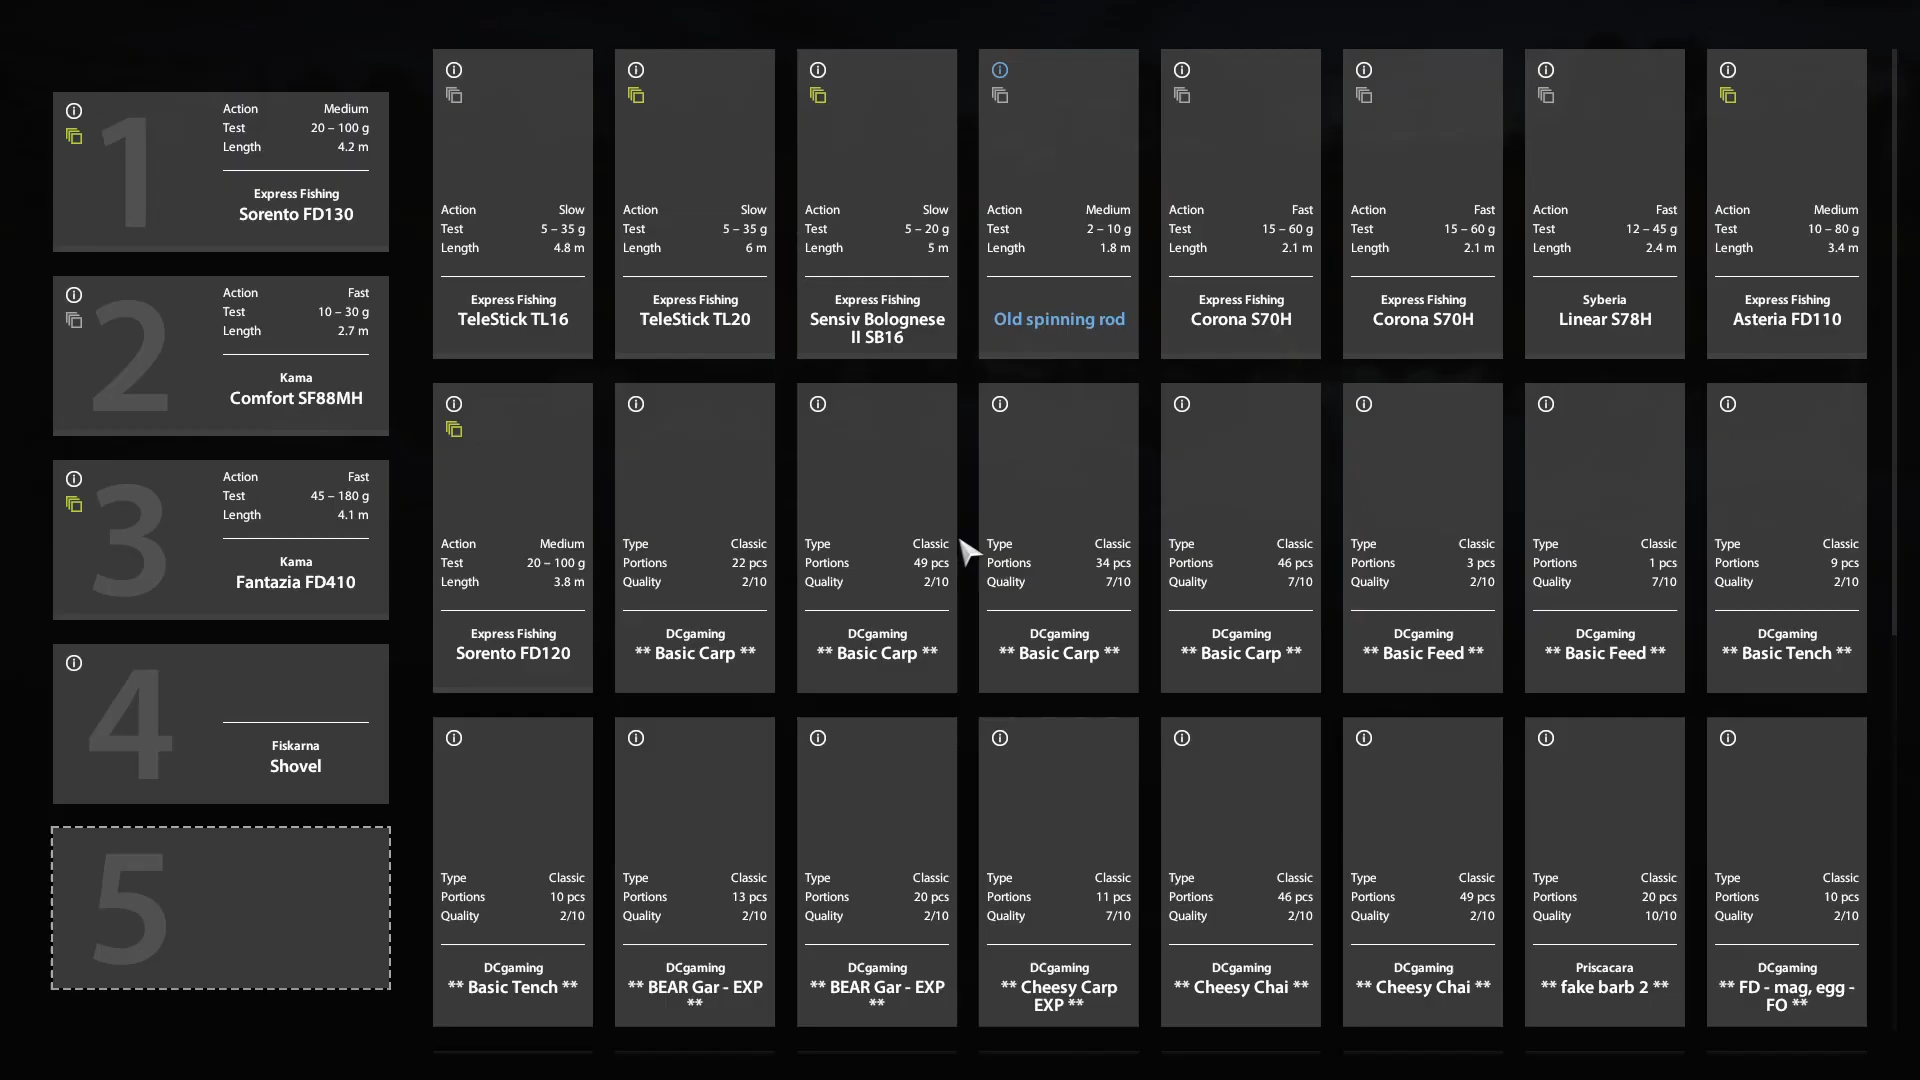 1
Action Medium
Test 20 – 100 g
Length 4.2 m
Express Fishing
Sorento FD130
2
Action Fast
Test 10 – 30 g
Length 2.7 m
Kama
Comfort SF88MH
3
Action Fast
Test 45 – 180 g
Length 4.1 m
Kama
Fantazia FD410
4
Fiskarna
Shovel
5
Action Slow
Test 5 – 35 g
Length 4.8 m
Express Fishing
TeleStick TL16
Action Slow
Test 5 – 35 g
Length 6 m
Express Fishing
TeleStick TL20
Action Slow
Test 5 – 20 g
Length 5 m
Express Fishing
Sensiv Bolognese
II SB16
Action Medium
Test 2 – 10 g
Length 1.8 m
Old spinning rod
Action Fast
Test 15 – 60 g
Length 2.1 m
Express Fishing
Corona S70H
Action Fast
Test 15 – 60 g
Length 2.1 m
Express Fishing
Corona S70H
Action Fast
Test 12 – 45 g
Length 2.4 m
Syberia
Linear S78H
Action Medium
Test 10 – 80 g
Length 3.4 m
Express Fishing
Asteria FD110
Action Medium
Test 20 – 100 g
Length 3.8 m
Express Fishing
Sorento FD120
Type Classic
Portions 22 pcs
Quality 2/10
DCgaming
** Basic Carp **
Type Classic
Portions 49 pcs
Quality 2/10
DCgaming
** Basic Carp **
Type Classic
Portions 34 pcs
Quality 7/10
DCgaming
** Basic Carp **
Type Classic
Portions 46 pcs
Quality 7/10
DCgaming
** Basic Carp **
Type Classic
Portions 3 pcs
Quality 2/10
DCgaming
** Basic Feed **
Type Classic
Portions 1 pcs
Quality 7/10
DCgaming
** Basic Feed **
Type Classic
Portions 9 pcs
Quality 2/10
DCgaming
** Basic Tench **
Type Classic
Portions 10 pcs
Quality 2/10
DCgaming
** Basic Tench **
Type Classic
Portions 13 pcs
Quality 2/10
DCgaming
** BEAR Gar - EXP
**
Type Classic
Portions 20 pcs
Quality 2/10
DCgaming
** BEAR Gar - EXP
**
Type Classic
Portions 11 pcs
Quality 7/10
DCgaming
** Cheesy Carp
EXP **
Type Classic
Portions 46 pcs
Quality 2/10
DCgaming
** Cheesy Chai **
Type Classic
Portions 49 pcs
Quality 2/10
DCgaming
** Cheesy Chai **
Type Classic
Portions 20 pcs
Quality 10/10
Priscacara
** fake barb 2 **
Type Classic
Portions 10 pcs
Quality 2/10
DCgaming
** FD - mag, egg -
FO **